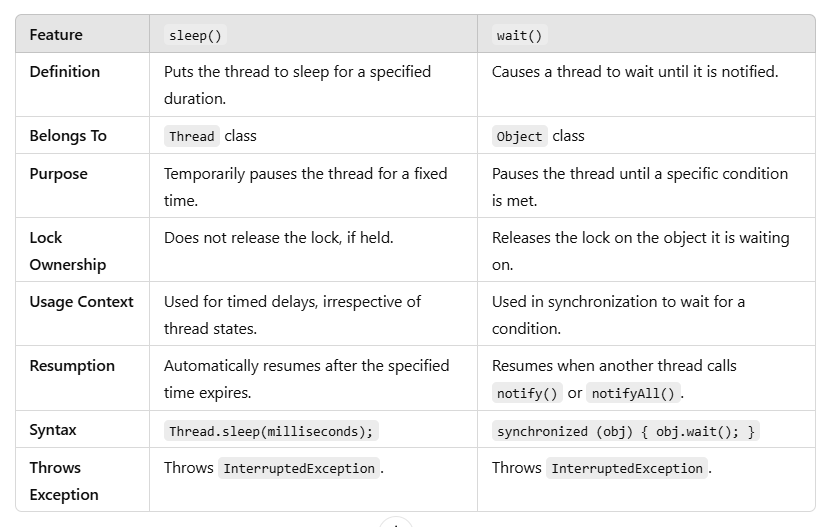 Feature sleep() wait()
Definition Puts the thread to sleep for a specified Causes a thread to wait until it is notified.
duration.
Belongs To Thread class Object class
Purpose Temporarily pauses the thread for a fixed Pauses the thread until a specific condition
time. is met.
Lock Does not release the lock, if held. Releases the lock on the object it is waiting
Ownership on.
Usage Context Used for timed delays, irrespective of Used in synchronization to wait for a
thread states. condition.
Resumption Automatically resumes after the specified Resumes when another thread calls
time expires. notify() or notifyAll().
Syntax Thread.sleep(milliseconds); synchronized (obj) { obj.wait(); }
Throws Throws InterruptedException. Throws InterruptedException.
Exception